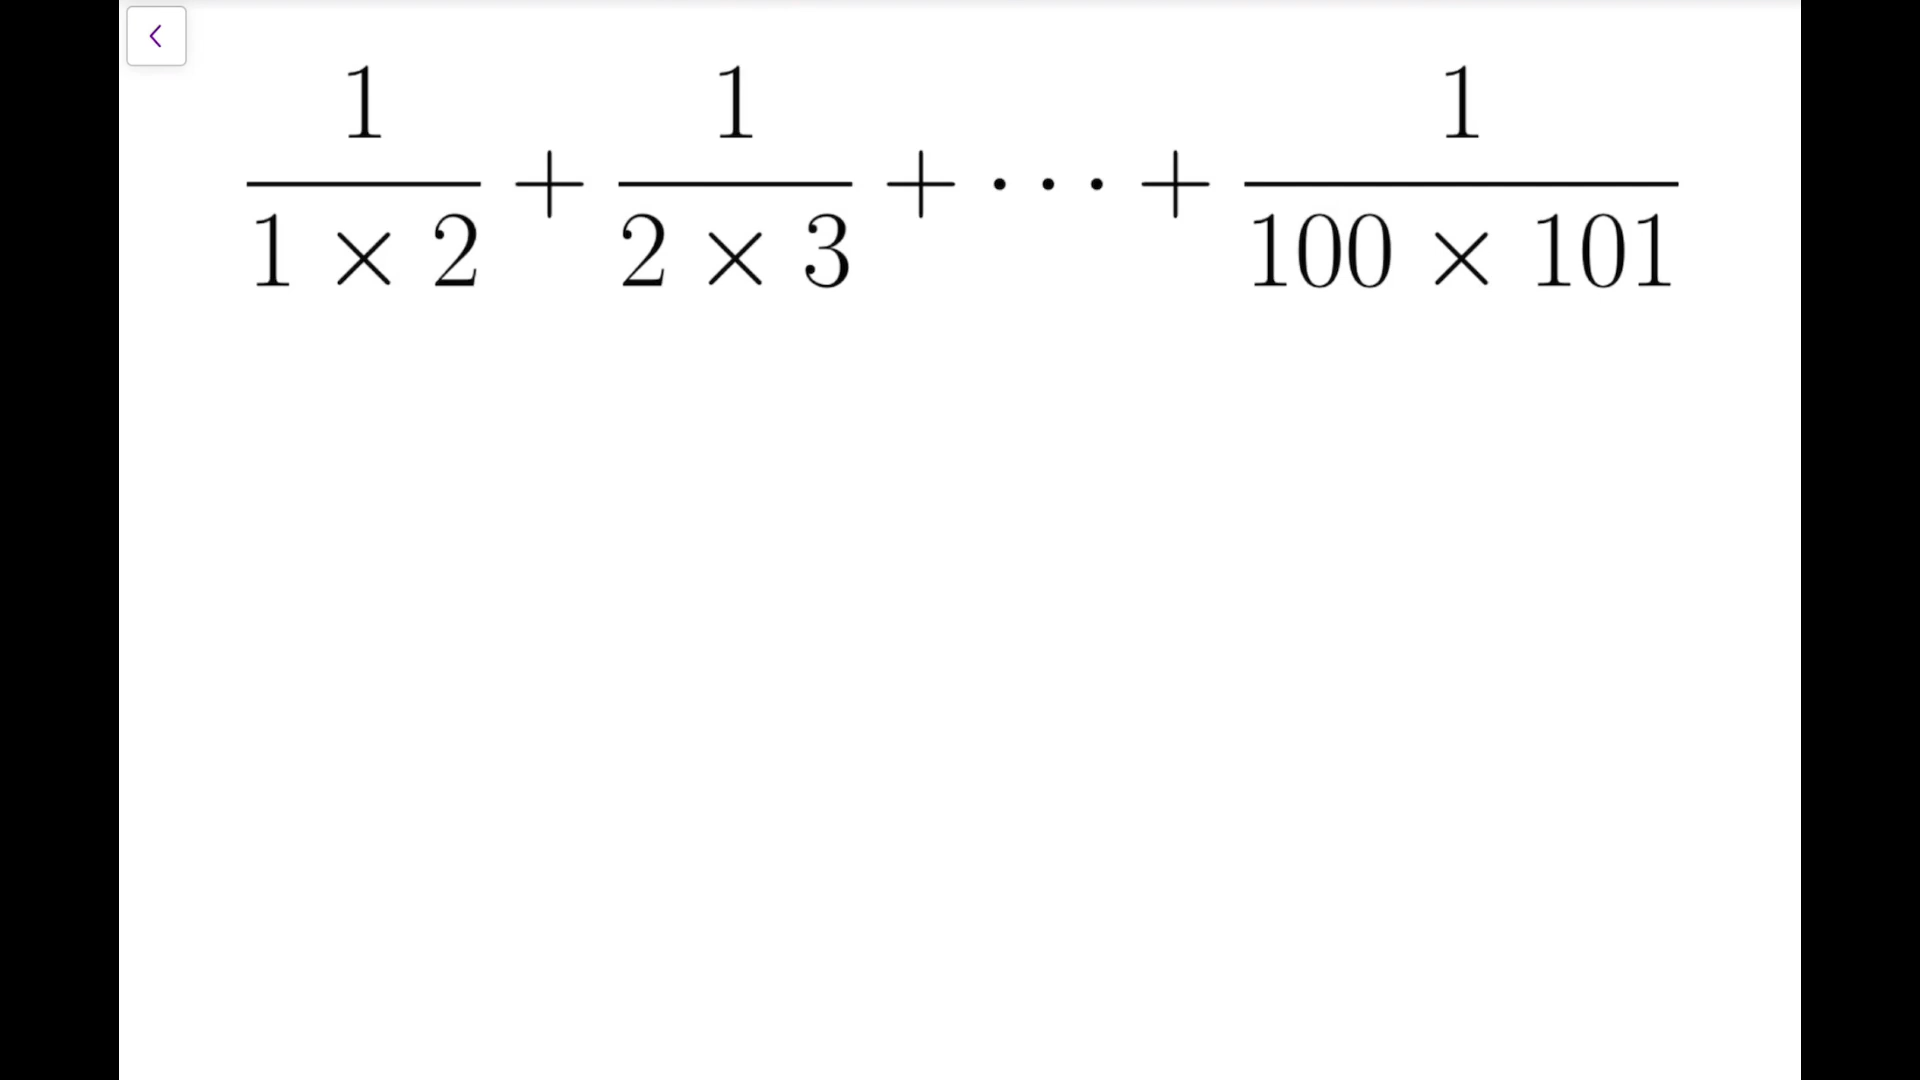 1/(1 × 2) + 1/(2 × 3) + · · · + 1/(100 × 101)